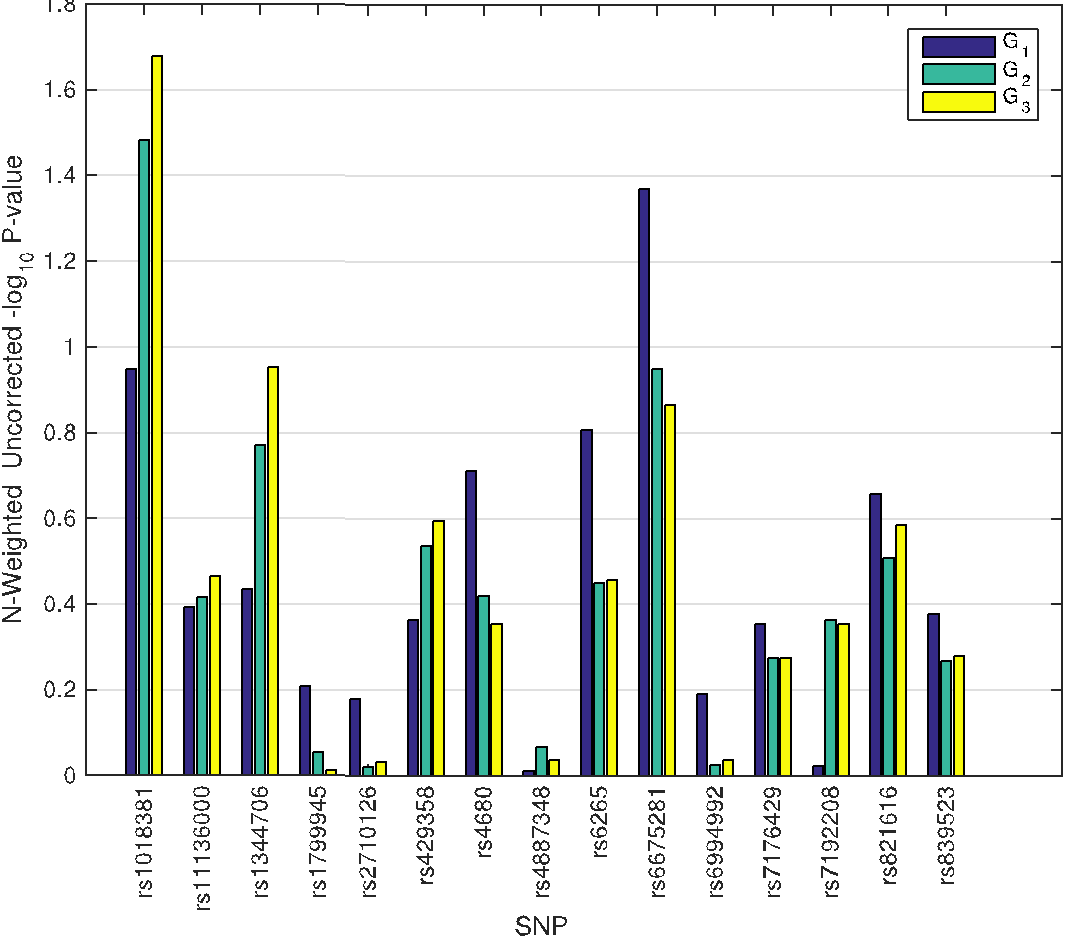 1.8
1.6
1.4
1.2
1
0.8
0.6
0.4
0.2
0
N-Weighted Uncorrected -log10 P-value
G1
G2
G3
rs1018381
rs11136000
rs1344706
rs1799945
rs2710126
rs429358
rs4680
rs4887348
rs6265
rs6675281
rs6994992
rs7176429
rs7192208
rs821616
rs839523
SNP